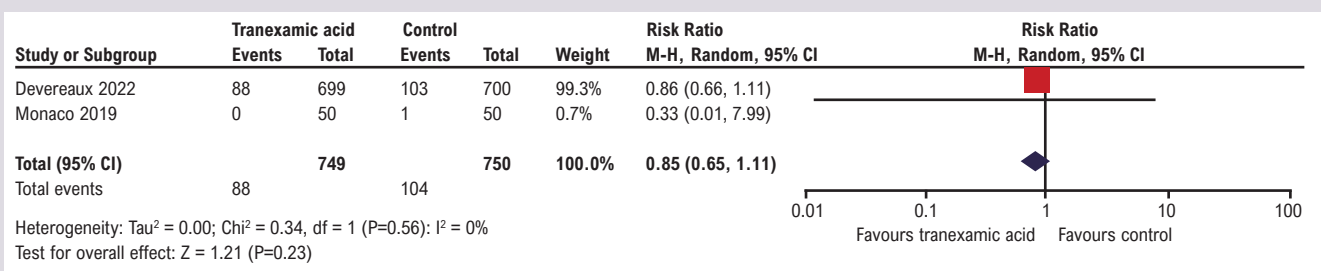 Tranexamic acid Control Risk Ratio Risk Ratio
Study or Subgroup Events Total Events Total Weight M-H, Random, 95% CI M-H, Random, 95% CI
Devereaux 2022 88 699 103 700 99.3% 0.86 (0.66, 1.11)
Monaco 2019 0 50 1 50 0.7% 0.33 (0.01, 7.99)
Total (95% CI) 749 750 100.0% 0.85 (0.65, 1.11)
Total events 88 104
0.01 0.1 1 10 100
Heterogeneity: Tau² = 0.00; Chi² = 0.34, df = 1 (P=0.56): I² = 0%
Favours tranexamic acid Favours control
Test for overall effect: Z = 1.21 (P=0.23)